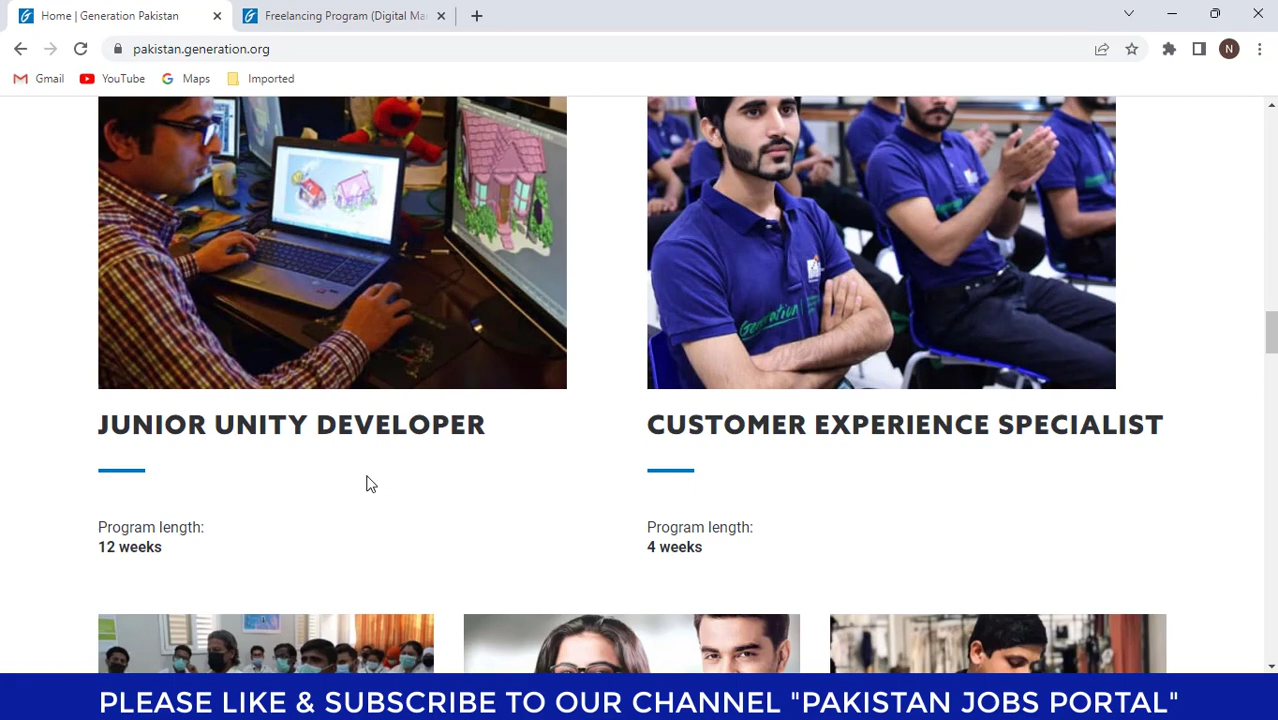 Home | Generation Pakistan
Freelancing Program (Digital Ma
pakistan.generation.org
N
Gmail
YouTube
Maps
Imported
Generation
JUNIOR UNITY DEVELOPER
CUSTOMER EXPERIENCE SPECIALIST
Program length:
12 weeks
Program length:
4 weeks
PLEASE LIKE & SUBSCRIBE TO OUR CHANNEL "PAKISTAN JOBS PORTAL"